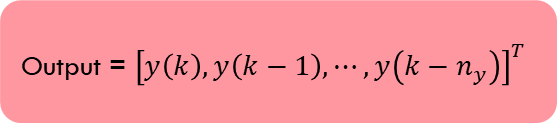 Output = [y(k), y(k − 1), ⋯ , y(k − n_y)]^T